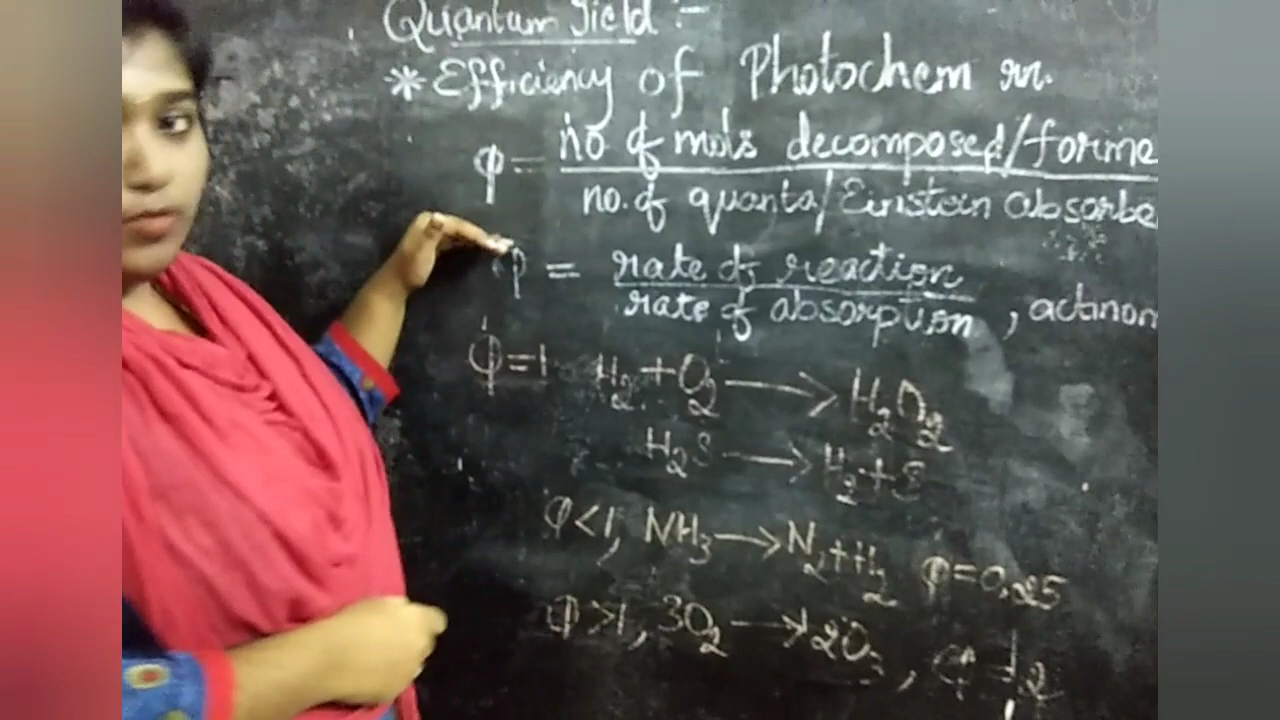 Quantum Yield :-
* Efficiency of Photochem rn.
φ = no of mols decomposed/forme
no. of quanta/Einstein absorbe
φ = rate of reaction
rate of absorption , actinom
φ=1 H₂ + O₂ → H₂O₂
H₂S → H₂+S
φ<1, NH₃ → N₂+H₂ φ=0.25
φ>1, 3O₂ → 2O₃ , φ =